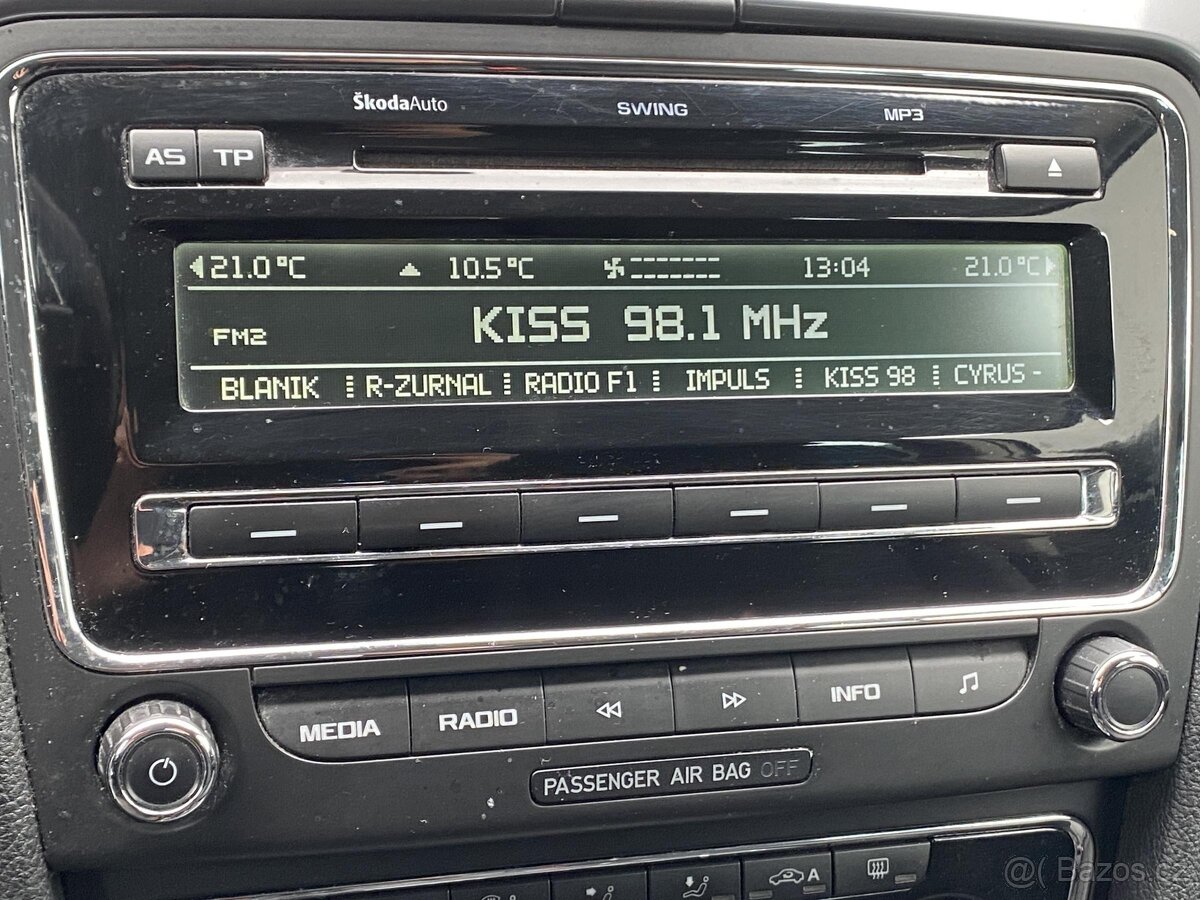 ŠkodaAuto SWING MP3
AS TP
21.0°C 10.5°C 13:04 21.0°C
FM2 KISS 98.1 MHz
BLANIK R-ZURNAL RADIO F1 IMPULS KISS 98 CYRUS -
MEDIA RADIO INFO
PASSENGER AIR BAG OFF
A
@( Bazos.cz